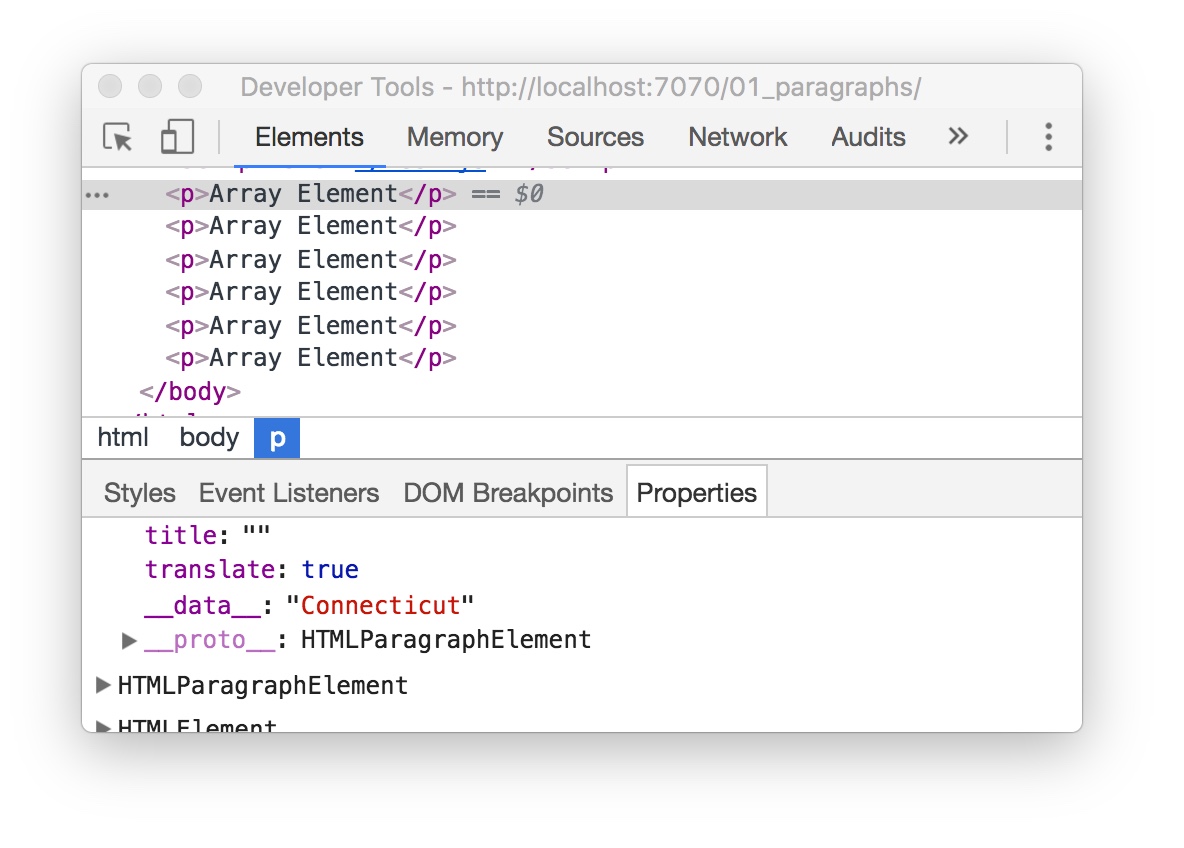 Developer Tools - http://localhost:7070/01_paragraphs/
Elements Memory Sources Network Audits »
... <p>Array Element</p> == $0
<p>Array Element</p>
<p>Array Element</p>
<p>Array Element</p>
<p>Array Element</p>
<p>Array Element</p>
</body>
html body p
Styles Event Listeners DOM Breakpoints Properties
title: ""
translate: true
__data__: "Connecticut"
▶ __proto__: HTMLParagraphElement
▶ HTMLParagraphElement
▶ HTMLElement